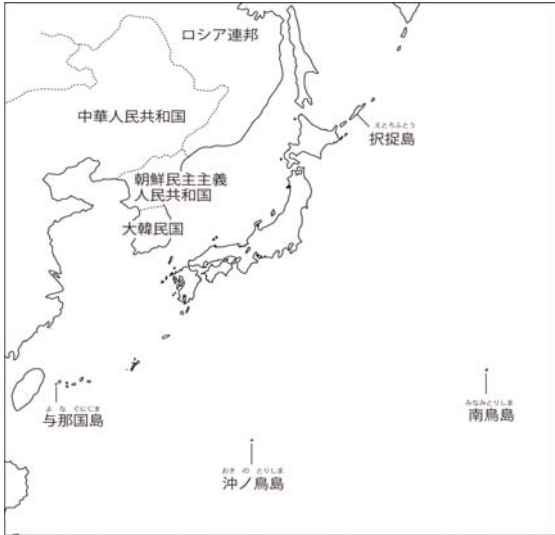 ロシア連邦
中華人民共和国
えとろふとう
択捉島
朝鮮民主主義
人民共和国
大韓民国
よなぐにじま
与那国島
みなみとりしま
南鳥島
おきのとりしま
沖ノ鳥島